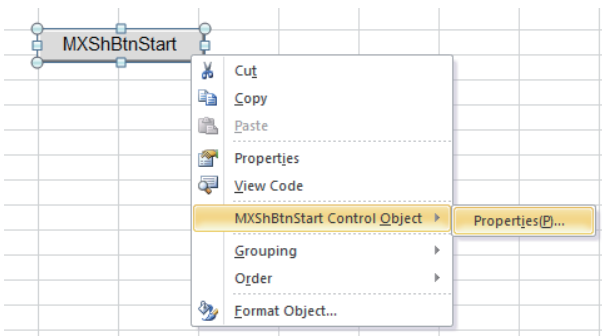 MXShBtnStart
Cut
Copy
Paste
Properties
View Code
MXShBtnStart Control Object
Properties(P)...
Grouping
Order
Format Object...